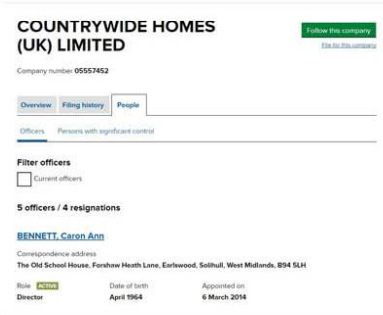 COUNTRYWIDE HOMES
(UK) LIMITED
Follow this company
File for this company
Company number 05557452
Overview Filing history People
Officers Persons with significant control
Filter officers
Current officers
5 officers / 4 resignations
BENNETT, Caron Ann
Correspondence address
The Old School House, Forshaw Heath Lane, Earlswood, Solihull, West Midlands, B94 5LH
Role ACTIVE Date of birth Appointed on
Director April 1964 6 March 2014